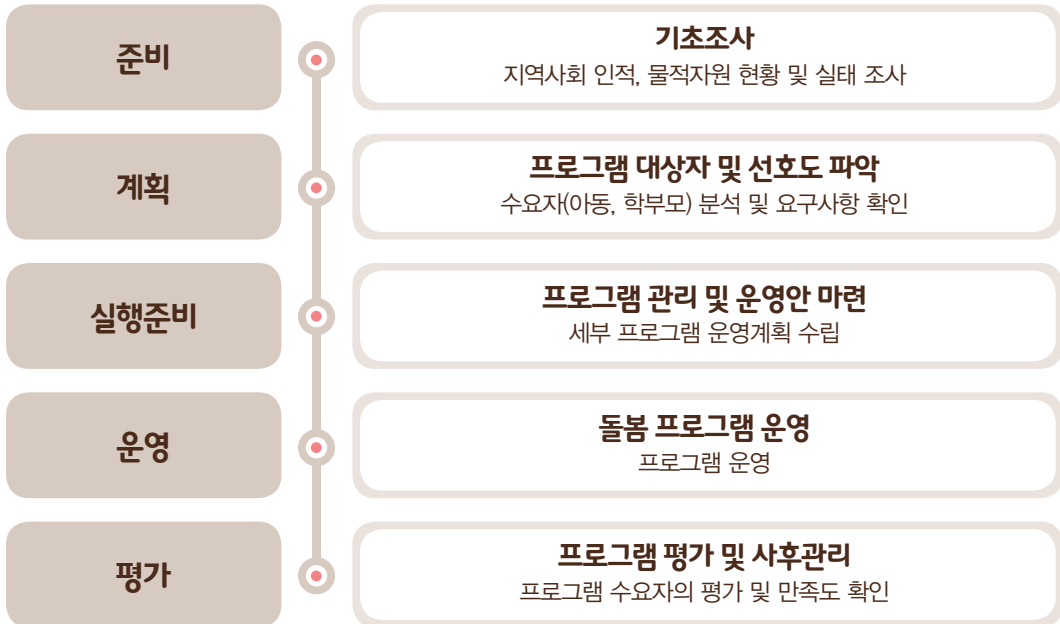 준비
기초조사
지역사회 인적, 물적자원 현황 및 실태 조사
계획
프로그램 대상자 및 선호도 파악
수요자(아동, 학부모) 분석 및 요구사항 확인
실행준비
프로그램 관리 및 운영안 마련
세부 프로그램 운영계획 수립
운영
돌봄 프로그램 운영
프로그램 운영
평가
프로그램 평가 및 사후관리
프로그램 수요자의 평가 및 만족도 확인